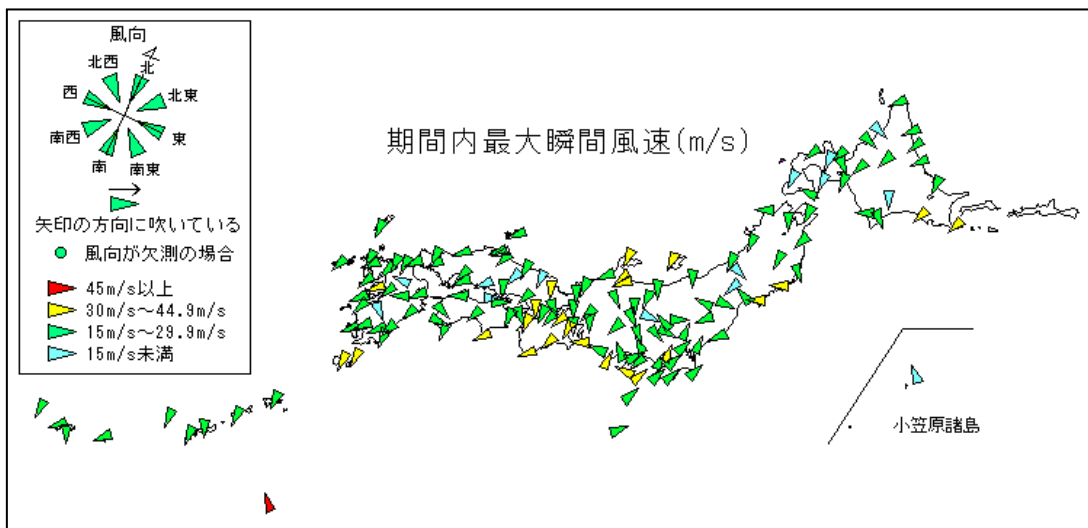 風向
北西
北
西
北東
南西
東
南
南東
矢印の方向に吹いている
風向が欠測の場合
45m/s以上
30m/s～44.9m/s
15m/s～29.9m/s
15m/s未満
期間内最大瞬間風速(m/s)
小笠原諸島